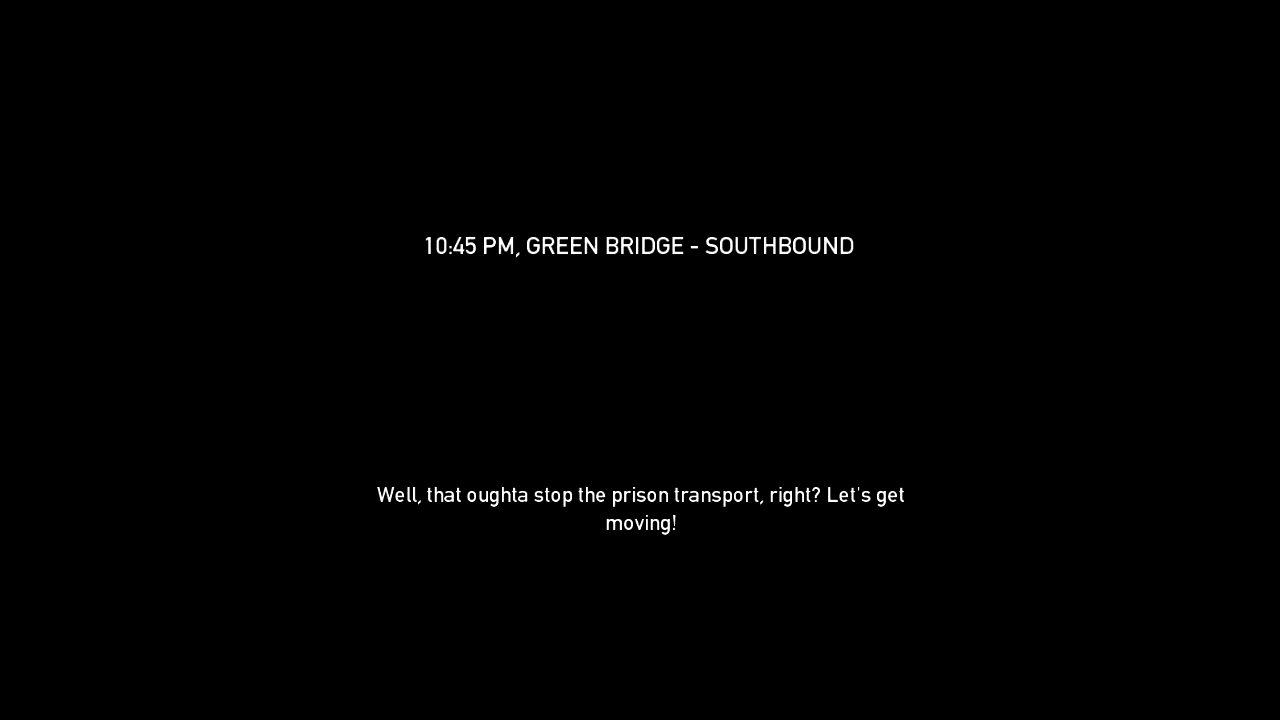 10:45 PM, GREEN BRIDGE - SOUTHBOUND
Well, that oughta stop the prison transport, right? Let's get
moving!